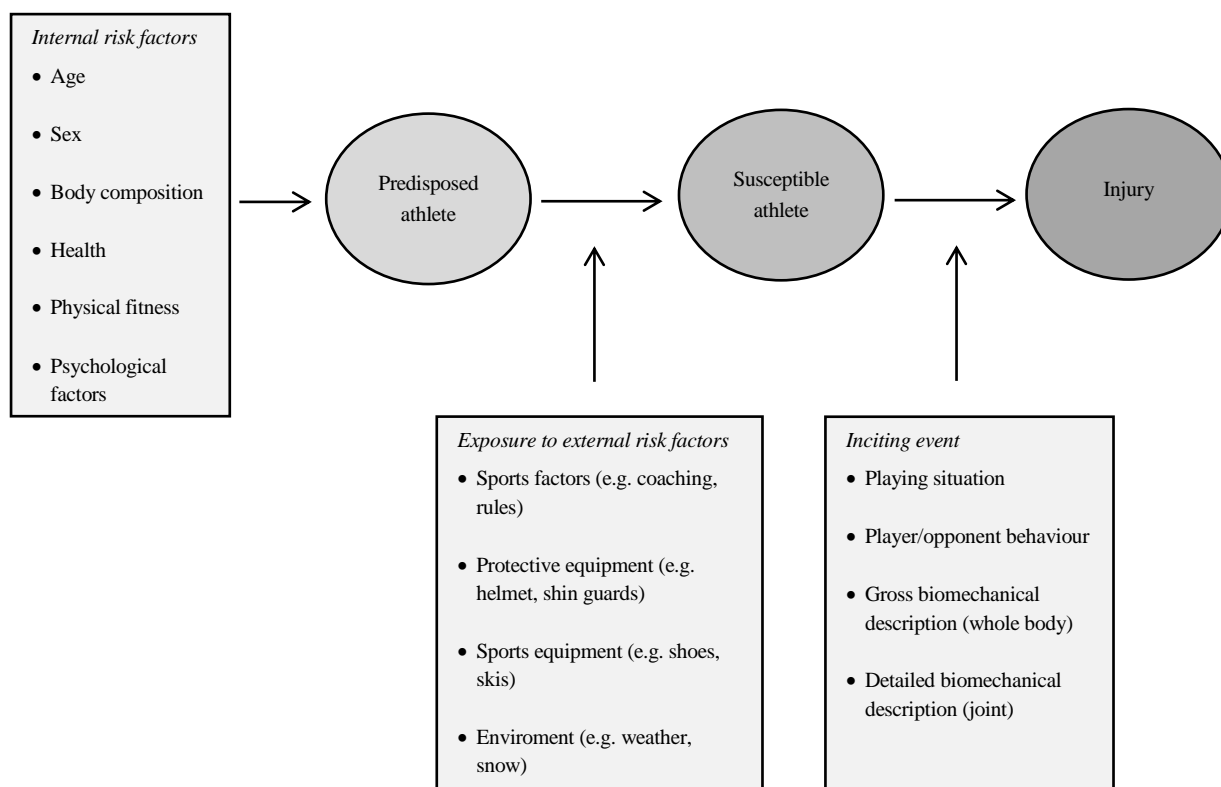 Internal risk factors
• Age
• Sex
• Body composition
• Health
• Physical fitness
• Psychological
factors
Predisposed
athlete
Susceptible
athlete
Injury
Exposure to external risk factors
• Sports factors (e.g. coaching,
rules)
• Protective equipment (e.g.
helmet, shin guards)
• Sports equipment (e.g. shoes,
skis)
• Enviroment (e.g. weather,
snow)
Inciting event
• Playing situation
• Player/opponent behaviour
• Gross biomechanical
description (whole body)
• Detailed biomechanical
description (joint)